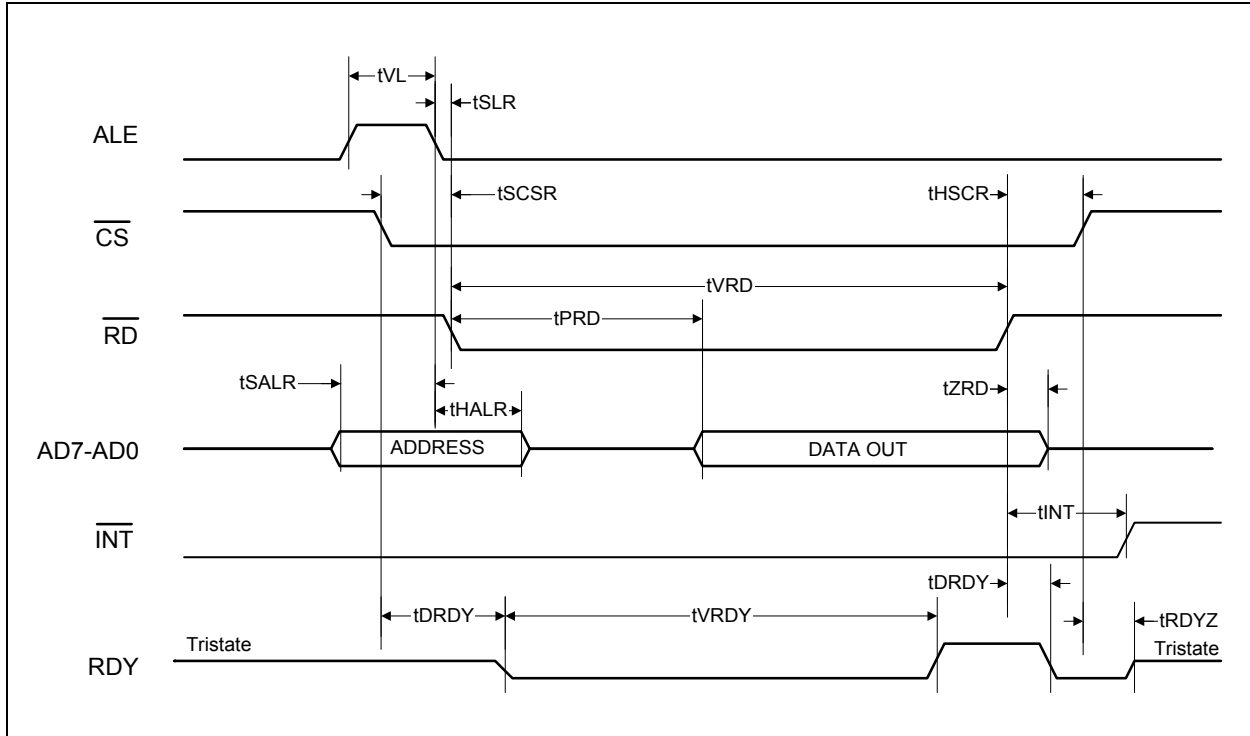 tVL
tSLR
ALE
tSCSR
tHSCR
CS
tVRD
tPRD
RD
tSALR
tZRD
tHALR
AD7-AD0
ADDRESS
DATA OUT
tINT
INT
tDRDY
tDRDY
tVRDY
tRDYZ
Tristate
Tristate
RDY